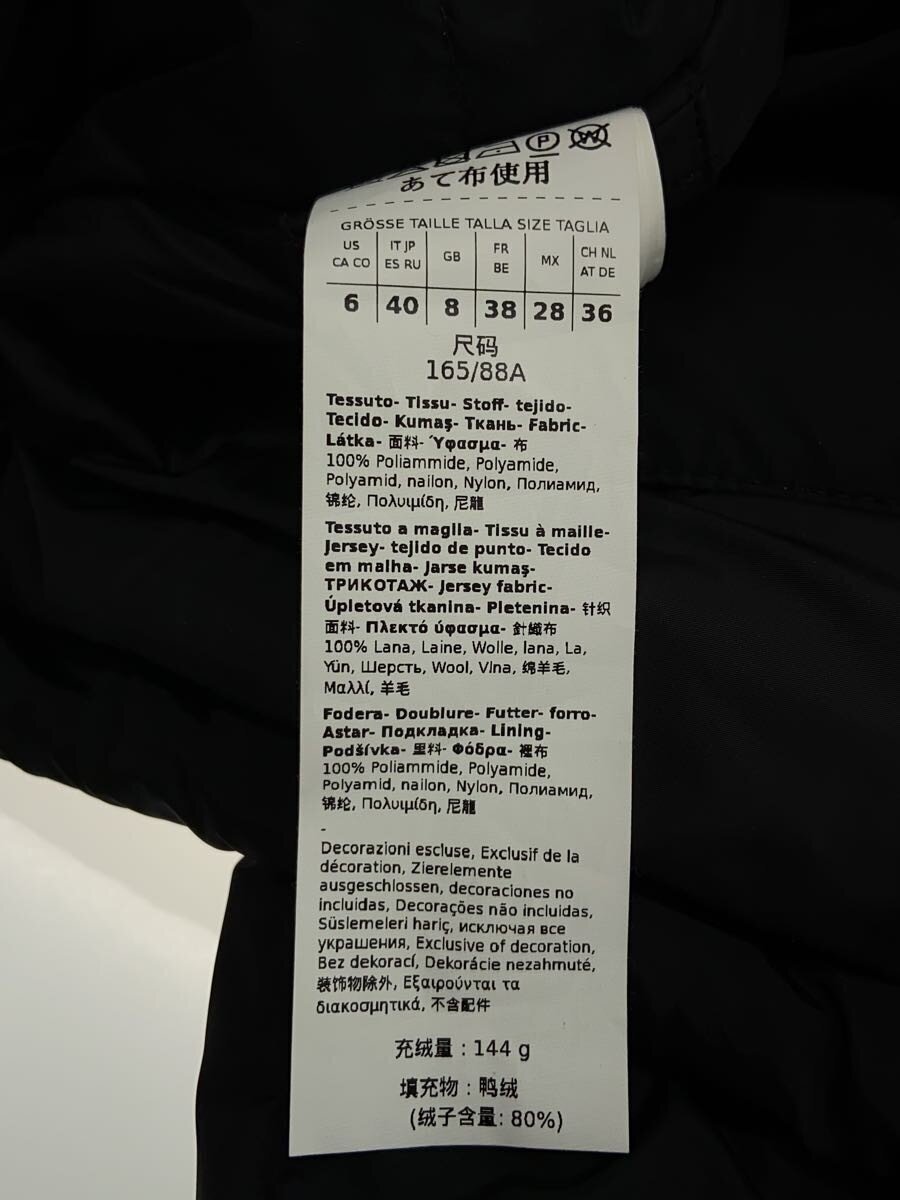 あて布使用
GRÖSSE TAILLE TALLA SIZE TAGLIA
US CA CO IT JP ES RU GB FR BE MX CH NL AT DE
6 40 8 38 28 36
尺码
165/88A
Tessuto- Tissu- Stoff- tejido-
Tecido- Kumaş- Ткань- Fabric-
Látka- 面料- Ύφασμα- 布
100% Poliammide, Polyamide,
Polyamid, nailon, Nylon, Полиамид,
锦纶, Πολυιμίδη, 尼龍
Tessuto a maglia- Tissu à maille-
Jersey- tejido de punto- Tecido
em malha- Jarse kumaş-
ТРИКОТАЖ- Jersey fabric-
Úpletová tkanina- Pletenina- 针织
面料- Πλεκτό ύφασμα- 針織布
100% Lana, Laine, Wolle, lana, La,
Yün, Шерсть, Wool, Vlna, 绵羊毛,
Μαλλί, 羊毛
Fodera- Doublure- Futter- forro-
Astar- Подкладка- Lining-
Podšívka- 里料- Φόδρα- 裡布
100% Poliammide, Polyamide,
Polyamid, nailon, Nylon, Полиамид,
锦纶, Πολυιμίδη, 尼龍
-
Decorazioni escluse, Exclusif de la
décoration, Zierelemente
ausgeschlossen, decoraciones no
incluidas, Decorações não incluidas,
Süslemeleri hariç, исключая все
украшения, Exclusive of decoration,
Bez dekorací, Dekorácie nezahrnuté,
装饰物除外, Εξαιρούνται τα
διακοσμητικά, 不含配件
充绒量 : 144 g
填充物 : 鸭绒
(绒子含量: 80%)